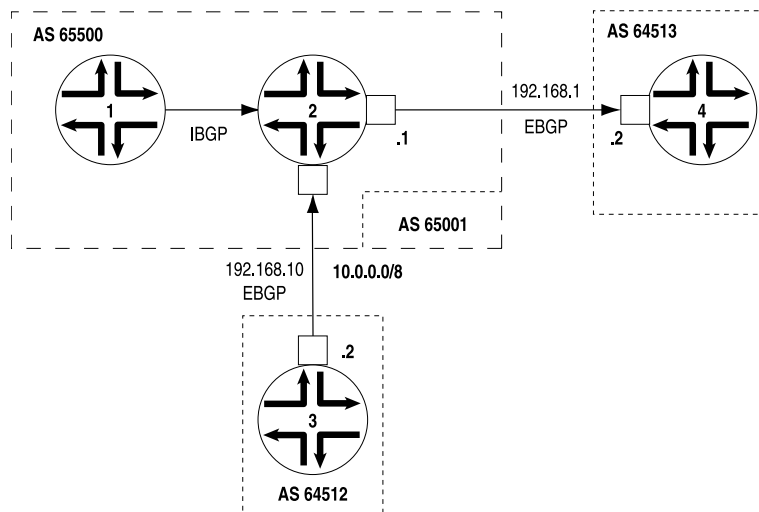 AS 65500
AS 64513
1
2
4
192.168.1
IBGP
.1
EBGP
.2
AS 65001
192.168.10
10.0.0.0/8
EBGP
.2
3
AS 64512